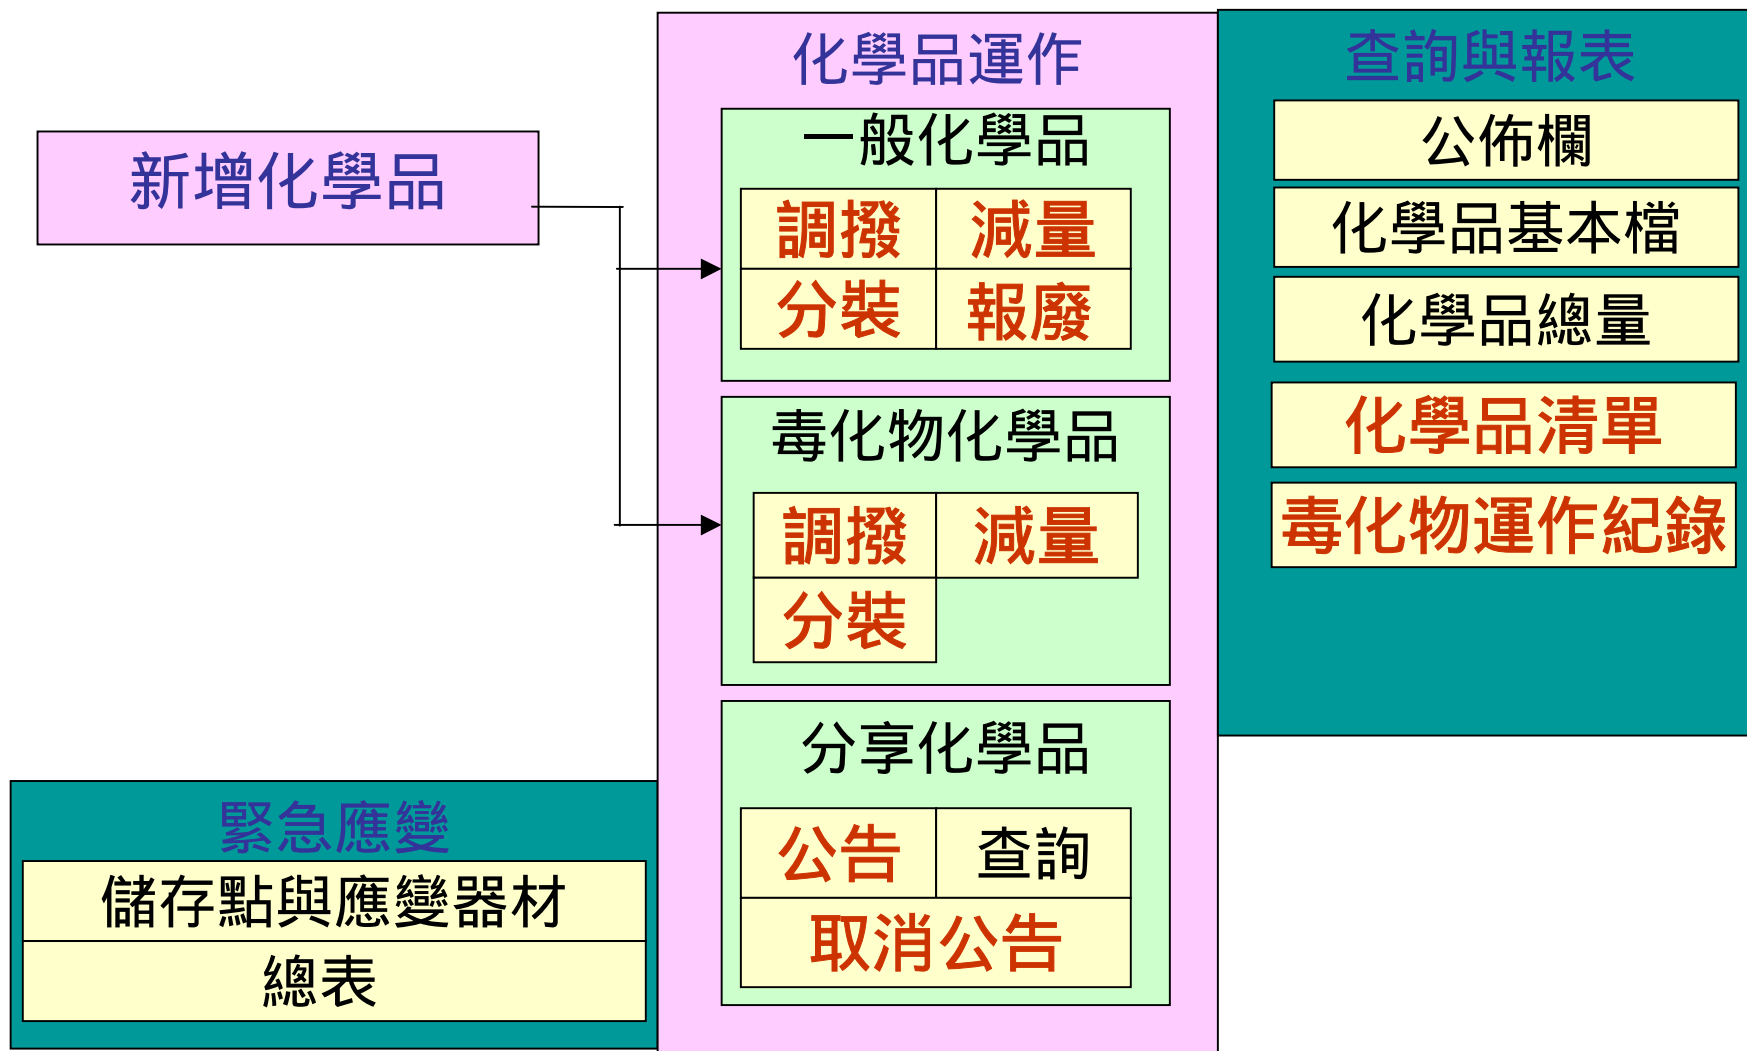 新增化學品
化學品運作
一般化學品
調撥 減量
分裝 報廢
毒化物化學品
調撥 減量
分裝
分享化學品
公告 查詢
取消公告
查詢與報表
公佈欄
化學品基本檔
化學品總量
化學品清單
毒化物運作紀錄
緊急應變
儲存點與應變器材
總表